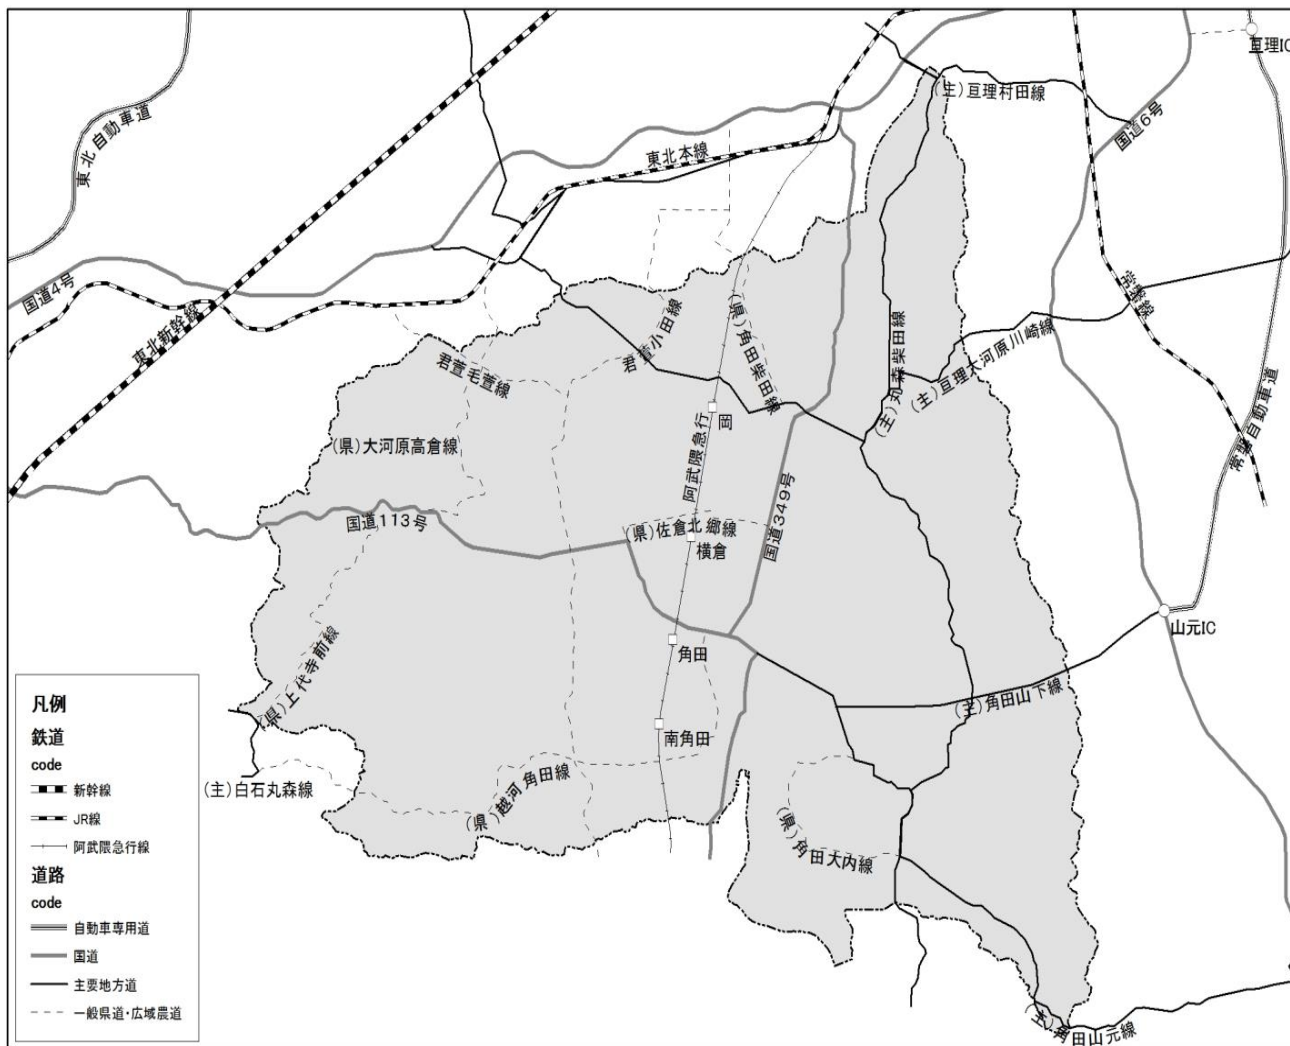 亘理IC
(主)亘理村田線
国道6号
東北自動車道
東北本線
国道4号
東北新幹線
常磐線
君萱小田線
(県)角田柴田線
(主)丸森柴田線
(主)亘理大河原川崎線
君萱毛萱線
常磐自動車道
岡
阿武隈急行
(県)大河原高倉線
国道113号
(県)佐倉北郷線
国道349号
横倉
山元IC
角田
(県)上代寺前線
(主)角田山下線
南角田
(主)白石丸森線
(県)越河角田線
(県)角田大内線
(主)角田山元線
凡例
鉄道
code
新幹線
JR線
阿武隈急行線
道路
code
自動車専用道
国道
主要地方道
一般県道・広域農道